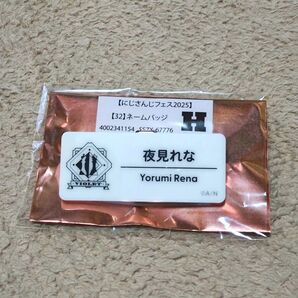 【にじさんじフェス2025】
【32】ネームバッジ
4002341154 SSZX-67776
H
夜見れな
Yorumi Rena
VIOLET
©A/N